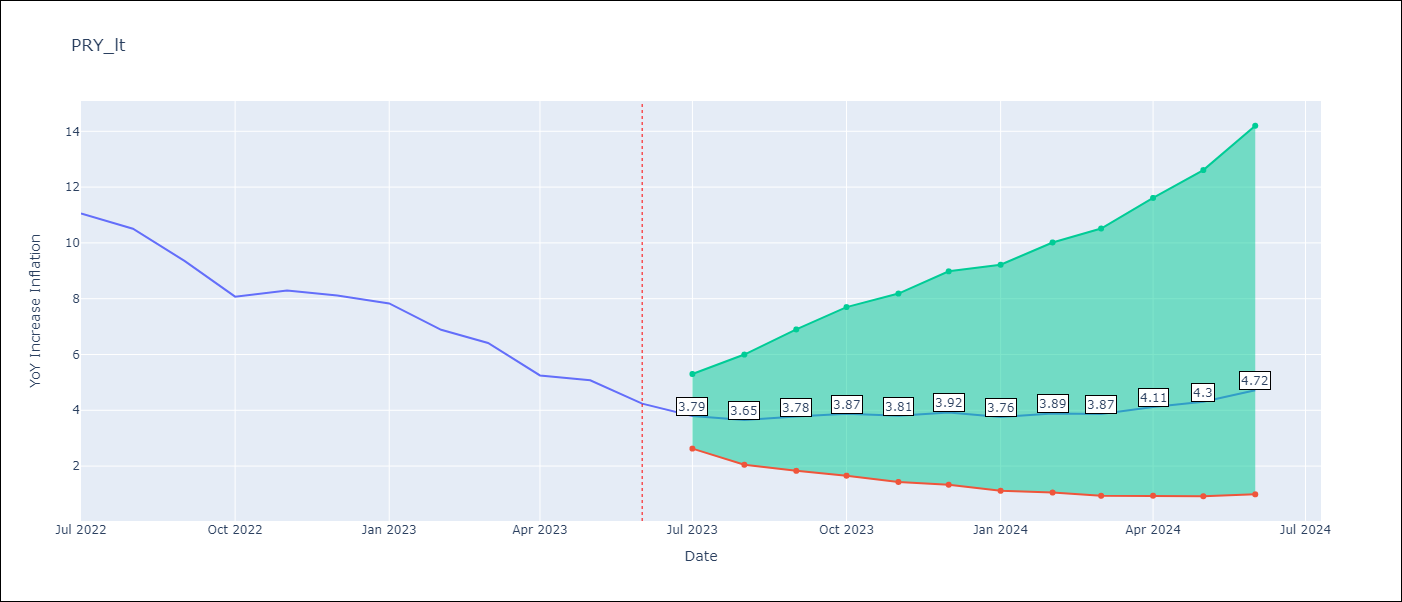 PRY_lt
YoY Increase Inflation
14
12
10
8
6
4
2
3.79
3.65
3.78
3.87
3.81
3.92
3.76
3.89
3.87
4.11
4.3
4.72
Jul 2022
Oct 2022
Jan 2023
Apr 2023
Jul 2023
Oct 2023
Jan 2024
Apr 2024
Jul 2024
Date